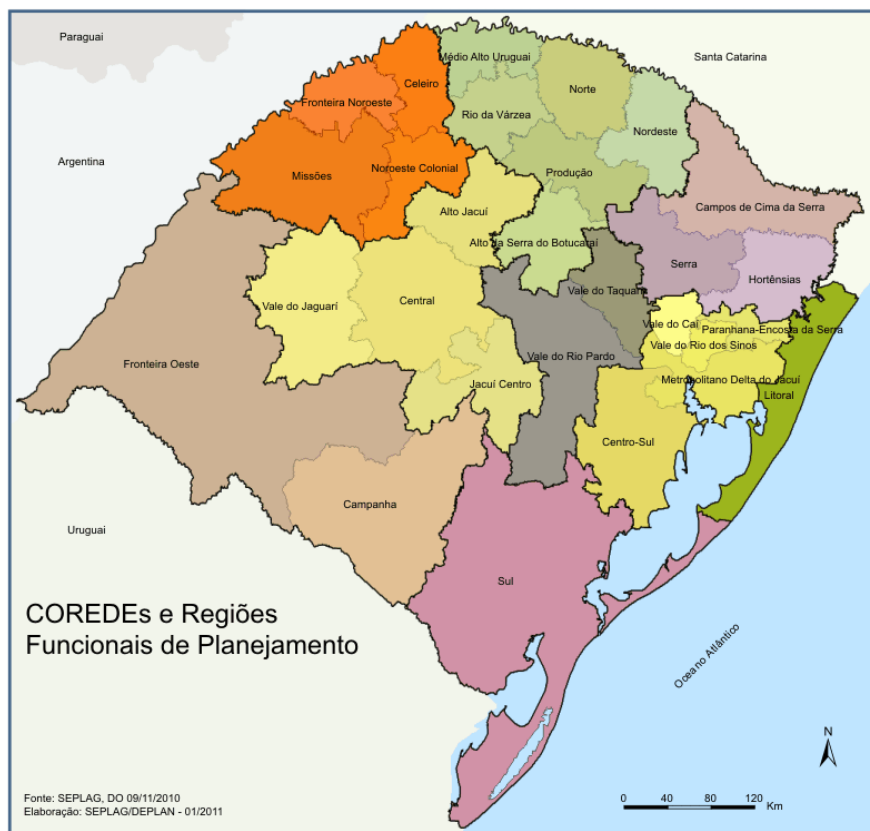 Paraguai
Santa Catarina
Médio Alto Uruguai
Celeiro
Norte
Fronteira Noroeste
Rio da Várzea
Nordeste
Argentina
Noroeste Colonial
Missões
Produção
Campos de Cima da Serra
Alto Jacuí
Alto da Serra do Botucaraí
Serra
Hortênsias
Vale do Taquari
Vale do Jaguarí
Central
Vale do Caí
Paranhana-Encosta da Serra
Vale do Rio dos Sinos
Vale do Rio Pardo
Fronteira Oeste
Metropolitano Delta do Jacuí
Jacuí Centro
Litoral
Centro-Sul
Campanha
Uruguai
Sul
COREDEs e Regiões
Funcionais de Planejamento
Oceano Atlântico
N
Fonte: SEPLAG, DO 09/11/2010
Elaboração: SEPLAG/DEPLAN - 01/2011
0 40 80 120
Km